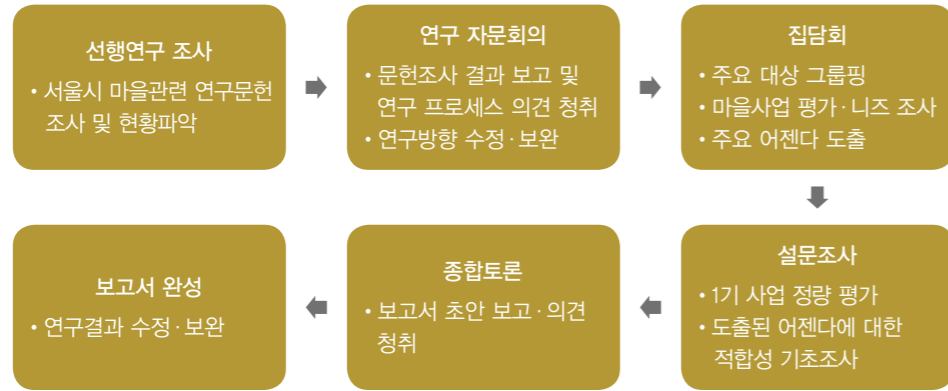 선행연구 조사
• 서울시 마을관련 연구문헌
조사 및 현황파악
연구 자문회의
• 문헌조사 결과 보고 및
연구 프로세스 의견 청취
• 연구방향 수정·보완
집담회
• 주요 대상 그룹핑
• 마을사업 평가·니즈 조사
• 주요 어젠다 도출
설문조사
• 1기 사업 정량 평가
• 도출된 어젠다에 대한
적합성 기초조사
종합토론
• 보고서 초안 보고·의견
청취
보고서 완성
• 연구결과 수정·보완